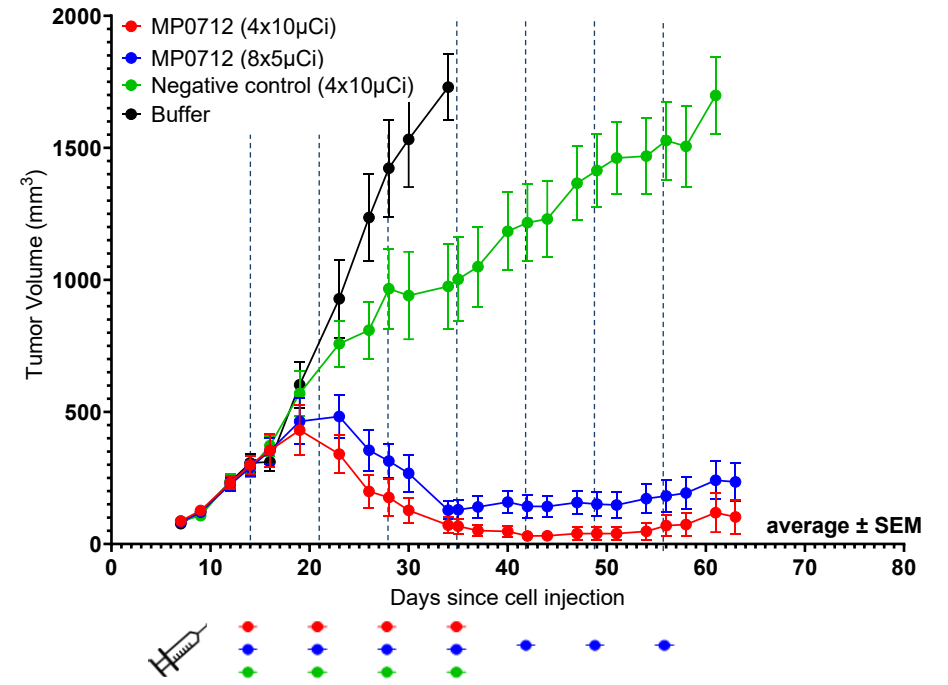 2000
MP0712 (4x10µCi)
MP0712 (8x5µCi)
Negative control (4x10µCi)
Buffer
1500
1000
500
0
Tumor Volume (mm³)
average ± SEM
0 10 20 30 40 50 60 70 80
Days since cell injection